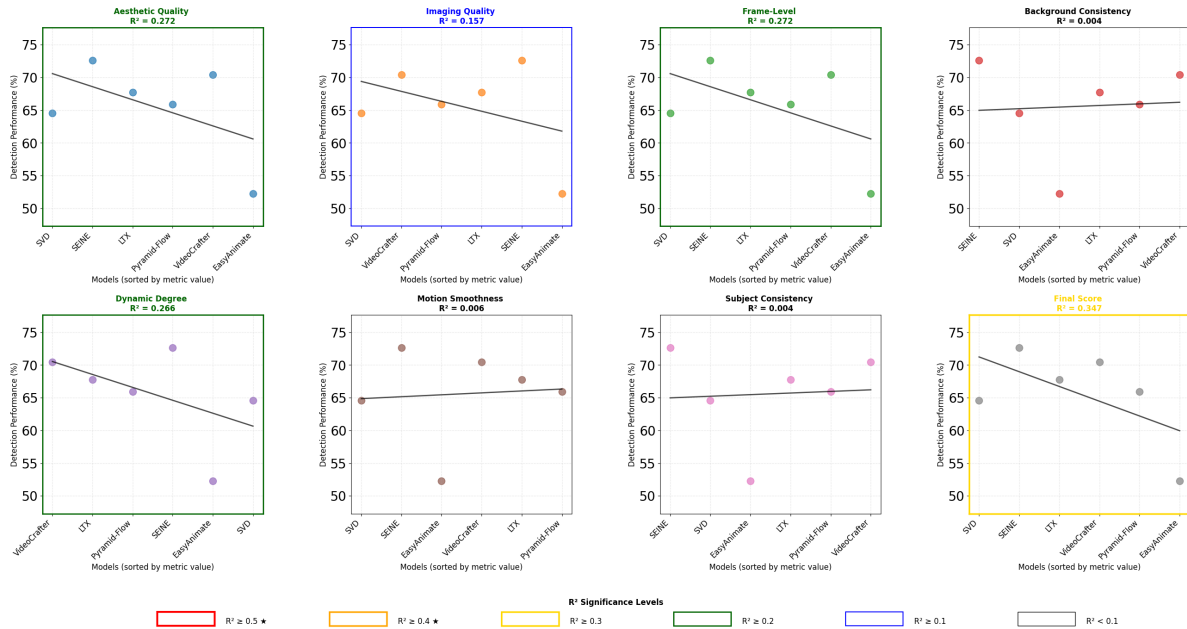 Aesthetic Quality
R² = 0.272
Detection Performance (%)
75
70
65
60
55
50
SVD
SEINE
LTX
Pyramid-Flow
VideoCrafter
EasyAnimate
Models (sorted by metric value)
Imaging Quality
R² = 0.157
Detection Performance (%)
75
70
65
60
55
50
SVD
VideoCrafter
Pyramid-Flow
LTX
SEINE
EasyAnimate
Models (sorted by metric value)
Frame-Level
R² = 0.272
Detection Performance (%)
75
70
65
60
55
50
SVD
SEINE
LTX
Pyramid-Flow
VideoCrafter
EasyAnimate
Models (sorted by metric value)
Background Consistency
R² = 0.004
Detection Performance (%)
75
70
65
60
55
50
SEINE
SVD
EasyAnimate
LTX
Pyramid-Flow
VideoCrafter
Models (sorted by metric value)
Dynamic Degree
R² = 0.266
Detection Performance (%)
75
70
65
60
55
50
VideoCrafter
LTX
Pyramid-Flow
SEINE
EasyAnimate
SVD
Models (sorted by metric value)
Motion Smoothness
R² = 0.006
Detection Performance (%)
75
70
65
60
55
50
SVD
SEINE
EasyAnimate
VideoCrafter
LTX
Pyramid-Flow
Models (sorted by metric value)
Subject Consistency
R² = 0.004
Detection Performance (%)
75
70
65
60
55
50
SEINE
SVD
EasyAnimate
LTX
Pyramid-Flow
VideoCrafter
Models (sorted by metric value)
Final Score
R² = 0.347
Detection Performance (%)
75
70
65
60
55
50
SVD
SEINE
LTX
VideoCrafter
Pyramid-Flow
EasyAnimate
Models (sorted by metric value)
R² Significance Levels
R² ≥ 0.5 ★
R² ≥ 0.4 ★
R² ≥ 0.3
R² ≥ 0.2
R² ≥ 0.1
R² < 0.1